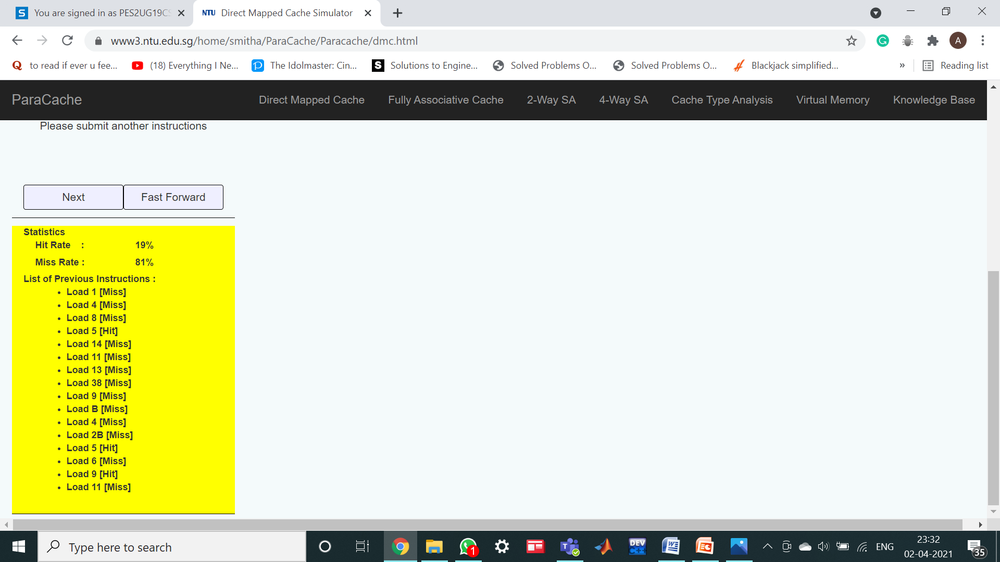 You are signed in as PES2UG19CS
NTU Direct Mapped Cache Simulator
www3.ntu.edu.sg/home/smitha/ParaCache/Paracache/dmc.html
A
to read if ever u fee...
(18) Everything I Ne...
The Idolmaster: Cin...
Solutions to Engine...
Solved Problems O...
Solved Problems O...
Blackjack simplified...
»
Reading list
ParaCache
Direct Mapped Cache
Fully Associative Cache
2-Way SA
4-Way SA
Cache Type Analysis
Virtual Memory
Knowledge Base
Please submit another instructions
Next
Fast Forward
Statistics
Hit Rate : 19%
Miss Rate : 81%
List of Previous Instructions :
• Load 1 [Miss]
• Load 4 [Miss]
• Load 8 [Miss]
• Load 5 [Hit]
• Load 14 [Miss]
• Load 11 [Miss]
• Load 13 [Miss]
• Load 38 [Miss]
• Load 9 [Miss]
• Load B [Miss]
• Load 4 [Miss]
• Load 2B [Miss]
• Load 5 [Hit]
• Load 6 [Miss]
• Load 9 [Hit]
• Load 11 [Miss]
Type here to search
1
DEV C++
ENG
23:32
02-04-2021
35